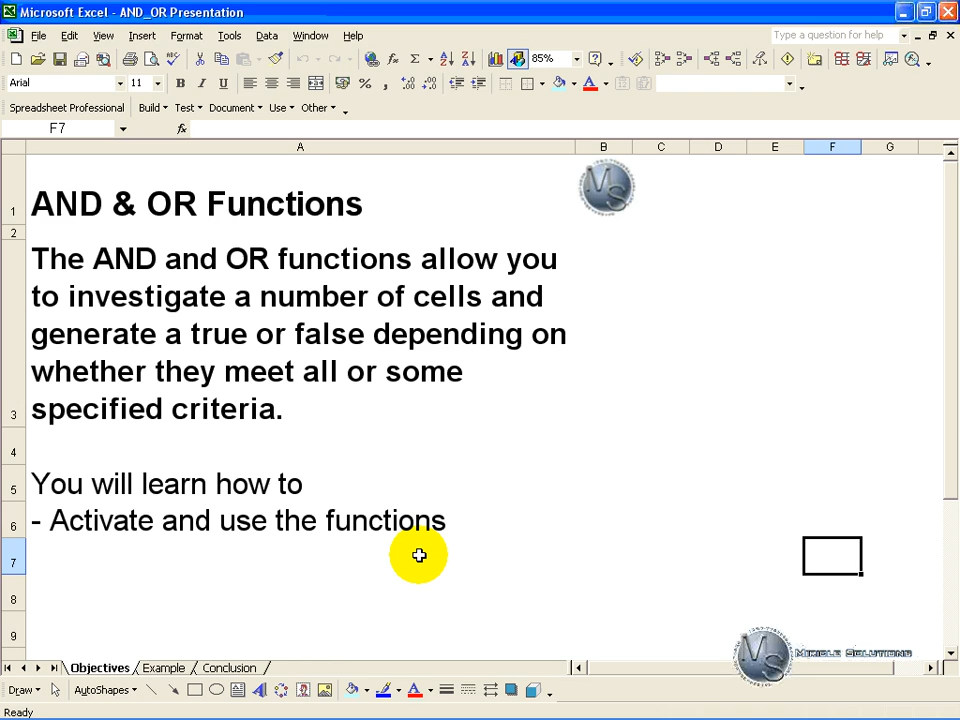 Microsoft Excel - AND_OR Presentation
File Edit View Insert Format Tools Data Window Help Type a question for help
85%
Arial 11 B I U
Spreadsheet Professional Build Test Document Use Other
F7 fx
A B C D E F G
1 AND & OR Functions
2
The AND and OR functions allow you
to investigate a number of cells and
generate a true or false depending on
whether they meet all or some
3 specified criteria.
4
5 You will learn how to
6 - Activate and use the functions
7
8
9
MS
MS Miricle Solutions
Objectives Example Conclusion
Draw AutoShapes
Ready